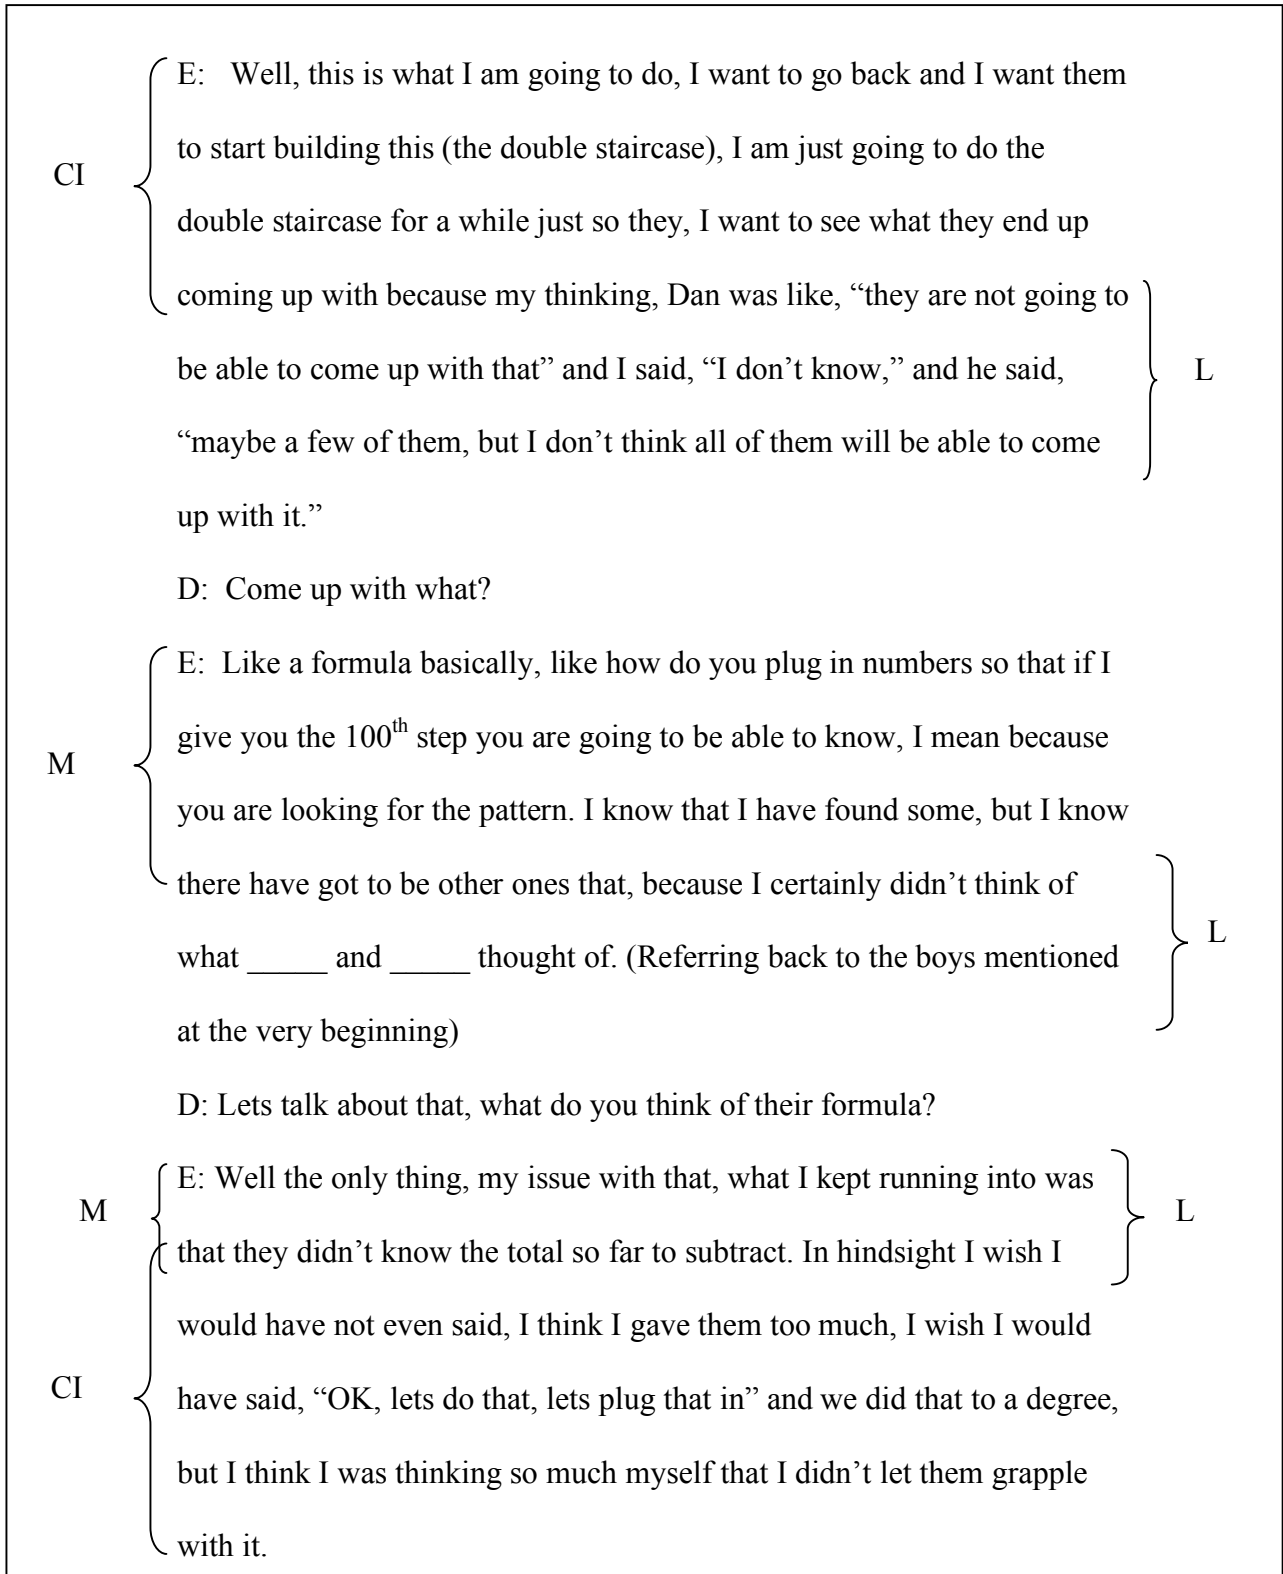 E: Well, this is what I am going to do, I want to go back and I want them
to start building this (the double staircase), I am just going to do the
CI
double staircase for a while just so they, I want to see what they end up
coming up with because my thinking, Dan was like, “they are not going to
be able to come up with that” and I said, “I don’t know,” and he said,
L
“maybe a few of them, but I don’t think all of them will be able to come
up with it.”
D: Come up with what?
E: Like a formula basically, like how do you plug in numbers so that if I
give you the 100th step you are going to be able to know, I mean because
M
you are looking for the pattern. I know that I have found some, but I know
there have got to be other ones that, because I certainly didn’t think of
L
what _____ and _____ thought of. (Referring back to the boys mentioned
at the very beginning)
D: Lets talk about that, what do you think of their formula?
E: Well the only thing, my issue with that, what I kept running into was
M
L
that they didn’t know the total so far to subtract. In hindsight I wish I
would have not even said, I think I gave them too much, I wish I would
CI
have said, “OK, lets do that, lets plug that in” and we did that to a degree,
but I think I was thinking so much myself that I didn’t let them grapple
with it.